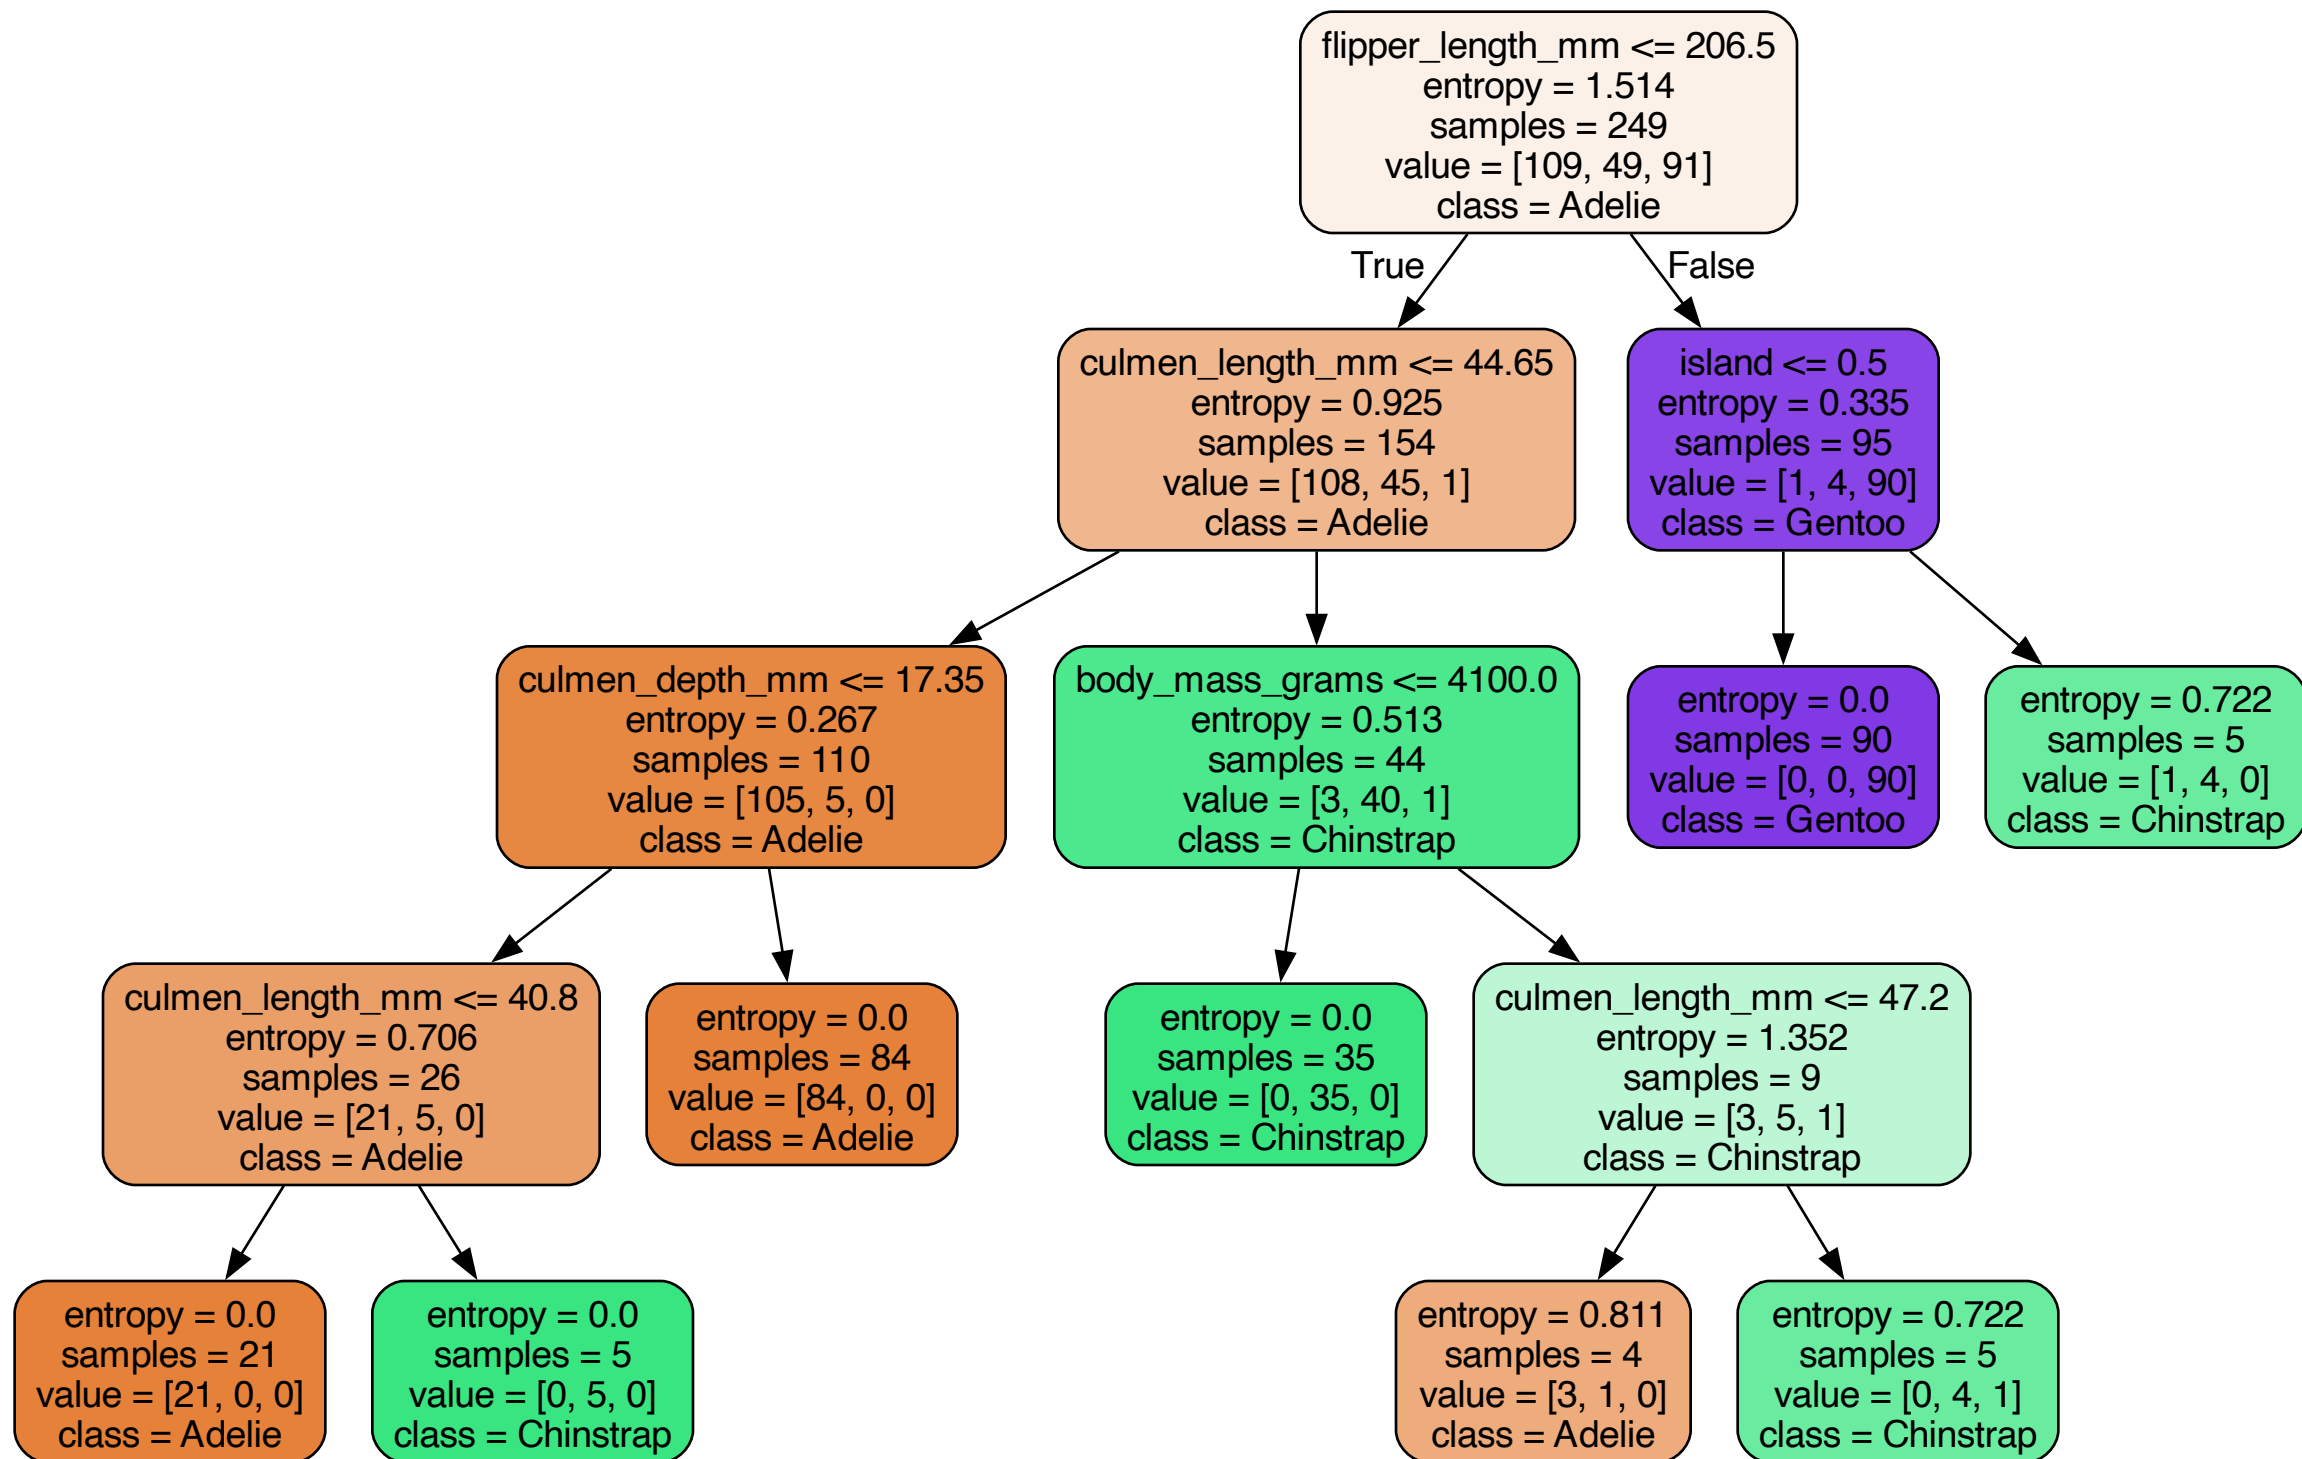 flipper_length_mm <= 206.5
entropy = 1.514
samples = 249
value = [109, 49, 91]
class = Adelie
True
False
culmen_length_mm <= 44.65
entropy = 0.925
samples = 154
value = [108, 45, 1]
class = Adelie
island <= 0.5
entropy = 0.335
samples = 95
value = [1, 4, 90]
class = Gentoo
culmen_depth_mm <= 17.35
entropy = 0.267
samples = 110
value = [105, 5, 0]
class = Adelie
body_mass_grams <= 4100.0
entropy = 0.513
samples = 44
value = [3, 40, 1]
class = Chinstrap
entropy = 0.0
samples = 90
value = [0, 0, 90]
class = Gentoo
entropy = 0.722
samples = 5
value = [1, 4, 0]
class = Chinstrap
culmen_length_mm <= 40.8
entropy = 0.706
samples = 26
value = [21, 5, 0]
class = Adelie
entropy = 0.0
samples = 84
value = [84, 0, 0]
class = Adelie
entropy = 0.0
samples = 35
value = [0, 35, 0]
class = Chinstrap
culmen_length_mm <= 47.2
entropy = 1.352
samples = 9
value = [3, 5, 1]
class = Chinstrap
entropy = 0.0
samples = 21
value = [21, 0, 0]
class = Adelie
entropy = 0.0
samples = 5
value = [0, 5, 0]
class = Chinstrap
entropy = 0.811
samples = 4
value = [3, 1, 0]
class = Adelie
entropy = 0.722
samples = 5
value = [0, 4, 1]
class = Chinstrap